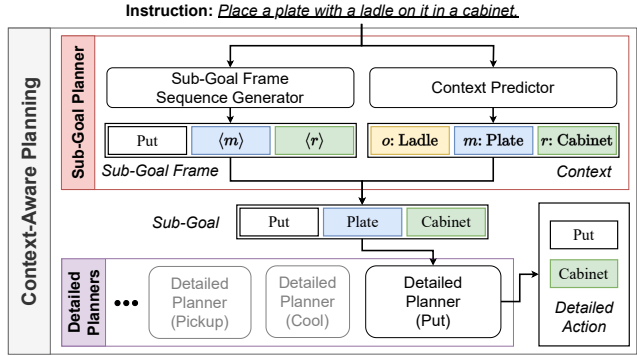 Instruction: Place a plate with a ladle on it in a cabinet.
Context-Aware Planning
Sub-Goal Planner
Sub-Goal Frame
Sequence Generator
Context Predictor
Put ⟨m⟩ ⟨r⟩
o: Ladle m: Plate r: Cabinet
Sub-Goal Frame
Context
Sub-Goal
Put Plate Cabinet
Detailed
Planners
•••
Detailed
Planner
(Pickup)
Detailed
Planner
(Cool)
Detailed
Planner
(Put)
Put
Cabinet
Detailed
Action